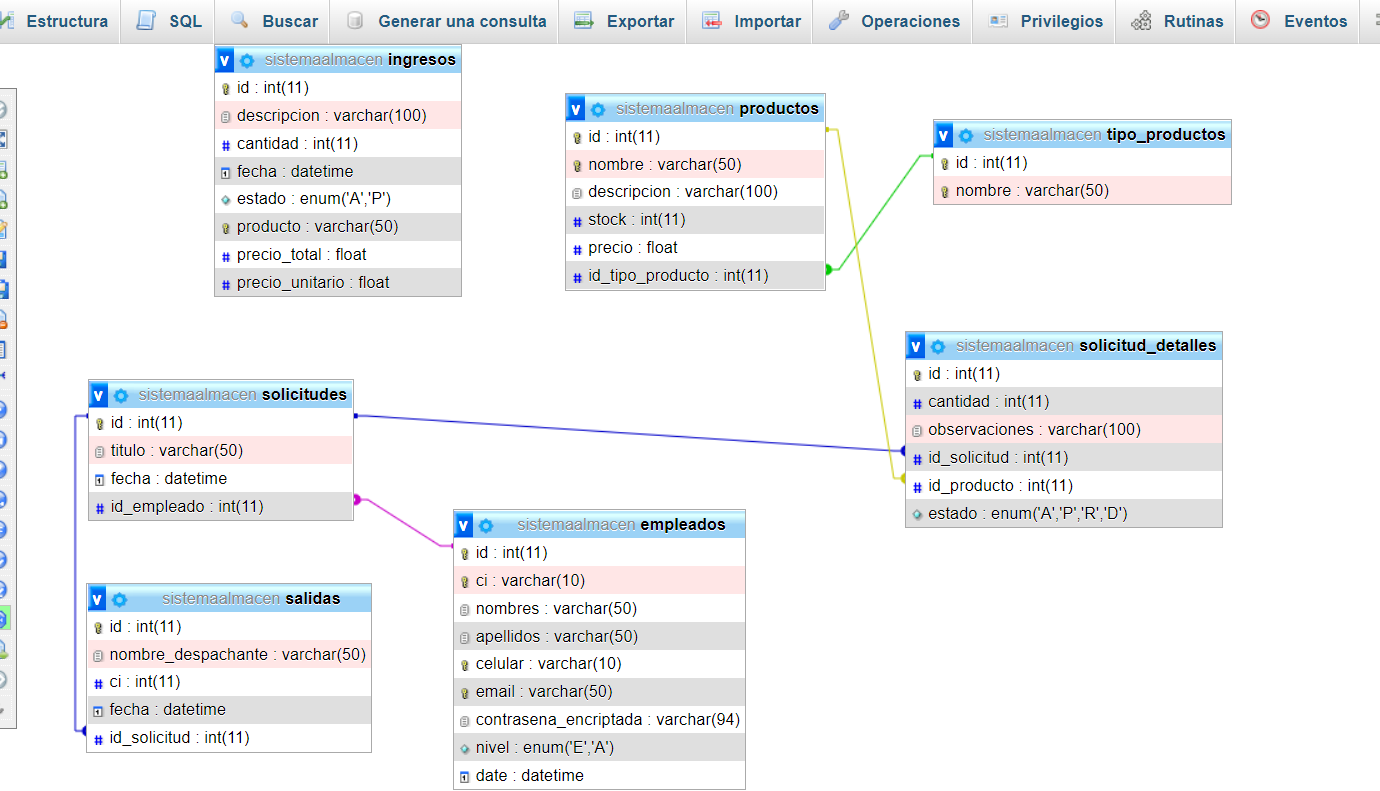 Estructura
SQL
Buscar
Generar una consulta
Exportar
Importar
Operaciones
Privilegios
Rutinas
Eventos
v sistemaalmacen ingresos
id : int(11)
descripcion : varchar(100)
# cantidad : int(11)
fecha : datetime
estado : enum('A','P')
producto : varchar(50)
# precio_total : float
# precio_unitario : float
v sistemaalmacen productos
id : int(11)
nombre : varchar(50)
descripcion : varchar(100)
# stock : int(11)
# precio : float
# id_tipo_producto : int(11)
v sistemaalmacen tipo_productos
id : int(11)
nombre : varchar(50)
v sistemaalmacen solicitud_detalles
id : int(11)
# cantidad : int(11)
observaciones : varchar(100)
# id_solicitud : int(11)
# id_producto : int(11)
estado : enum('A','P','R','D')
v sistemaalmacen solicitudes
id : int(11)
titulo : varchar(50)
fecha : datetime
# id_empleado : int(11)
v sistemaalmacen empleados
id : int(11)
ci : varchar(10)
nombres : varchar(50)
apellidos : varchar(50)
celular : varchar(10)
email : varchar(50)
contrasena_encriptada : varchar(94)
nivel : enum('E','A')
date : datetime
v sistemaalmacen salidas
id : int(11)
nombre_despachante : varchar(50)
# ci : int(11)
fecha : datetime
# id_solicitud : int(11)